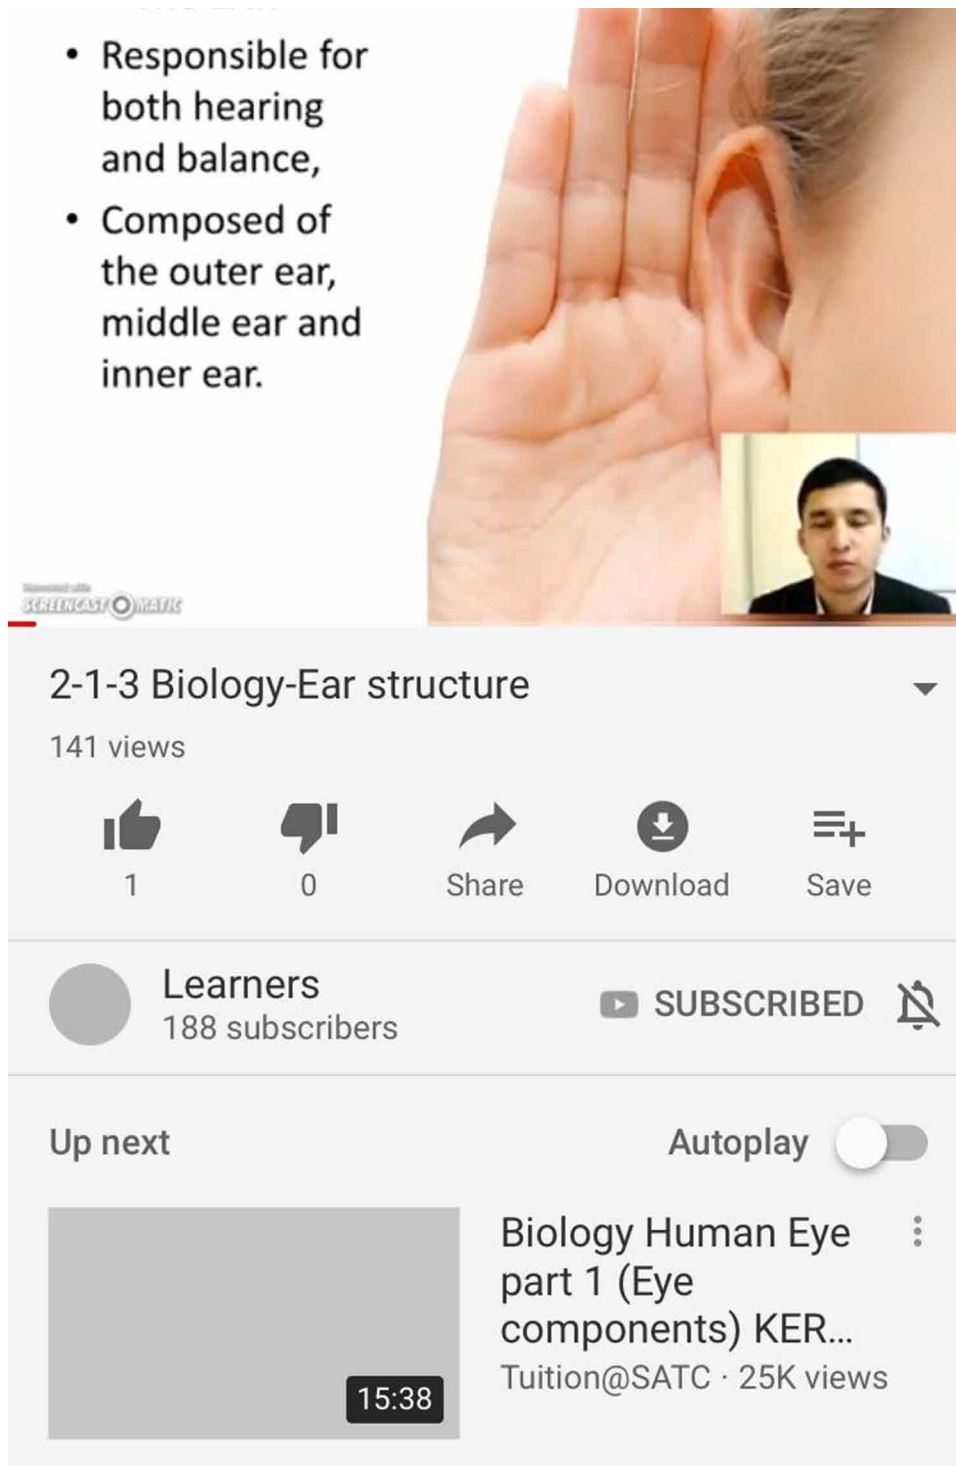 • Responsible for
both hearing
and balance,
• Composed of
the outer ear,
middle ear and
inner ear.
SCREENCAST-O-MATIC
2-1-3 Biology-Ear structure
141 views
1
0
Share
Download
Save
Learners
188 subscribers
SUBSCRIBED
Up next
Autoplay
15:38
Biology Human Eye
part 1 (Eye
components) KER...
Tuition@SATC · 25K views